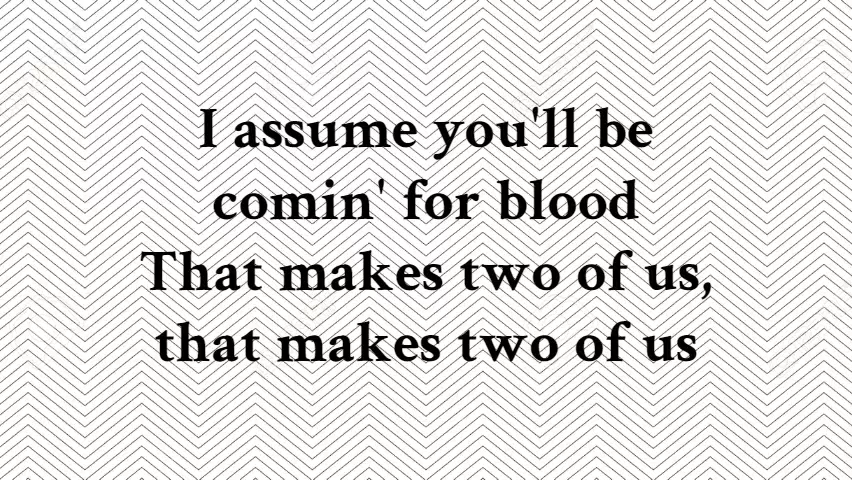 I assume you'll be
comin' for blood
That makes two of us,
that makes two of us